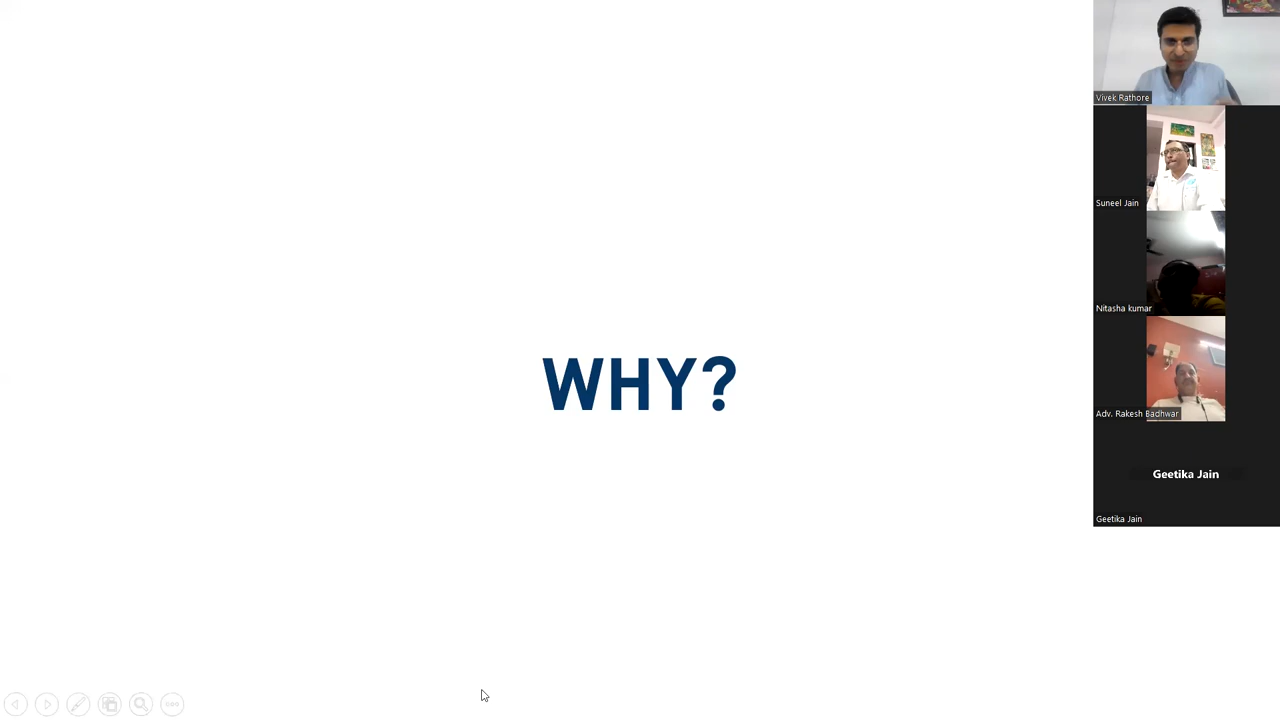 WHY?
Vivek Rathore
Suneel Jain
Nitasha kumar
Adv. Rakesh Badhwar
Geetika Jain
Geetika Jain